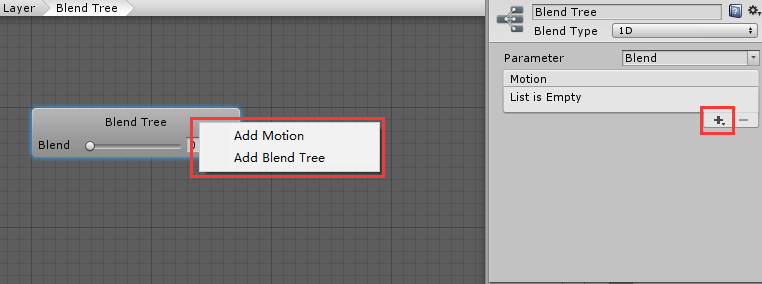 Layer
Blend Tree
Blend Tree
Blend
0
Add Motion
Add Blend Tree
Blend Tree
Blend Type 1D
Parameter Blend
Motion
List is Empty